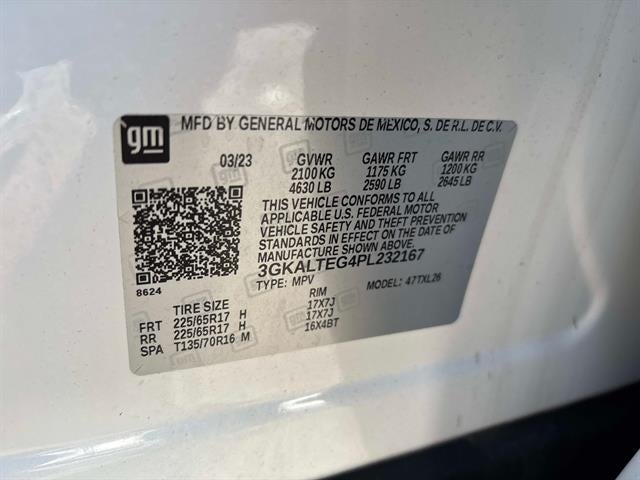 gm
MFD BY GENERAL MOTORS DE MEXICO, S. DE R.L. DE C.V.
03/23 GVWR GAWR FRT GAWR RR
2100 KG 1175 KG 1200 KG
4630 LB 2590 LB 2645 LB
THIS VEHICLE CONFORMS TO ALL
APPLICABLE U.S. FEDERAL MOTOR
VEHICLE SAFETY AND THEFT PREVENTION
STANDARDS IN EFFECT ON THE DATE OF
MANUFACTURE SHOWN ABOVE.
3GKALTEG4PL232167
8624 TYPE: MPV MODEL: 47TXL26
TIRE SIZE RIM
FRT 225/65R17 H 17X7J
RR 225/65R17 H 17X7J
SPA T135/70R16 M 16X4BT